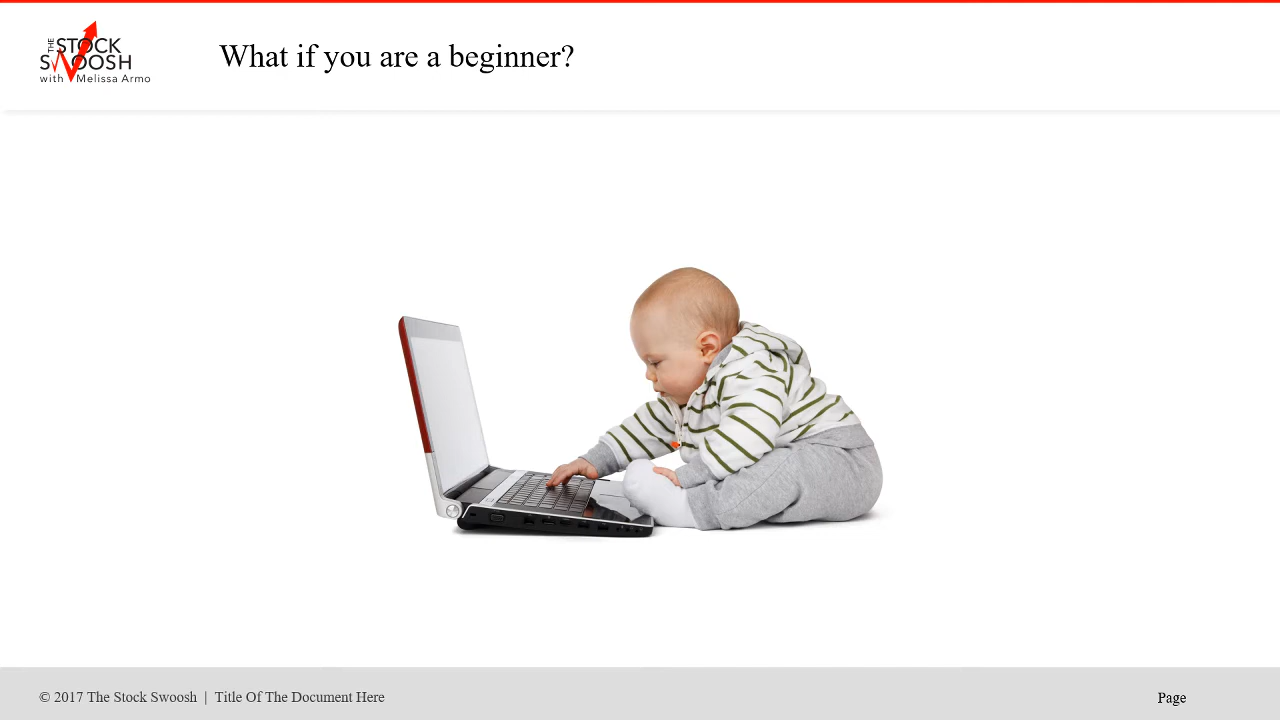 THE STOCK
SWOOSH
with Melissa Armo
What if you are a beginner?
© 2017 The Stock Swoosh | Title Of The Document Here
Page